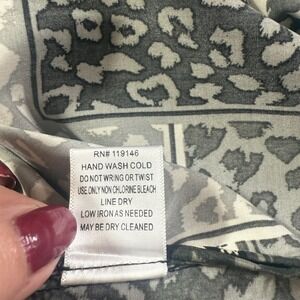 RN# 119146
HAND WASH COLD
DO NOT WRING OR TWIST
USE ONLY NON CHLORINE BLEACH
LINE DRY
LOW IRON AS NEEDED
MAY BE DRY CLEANED